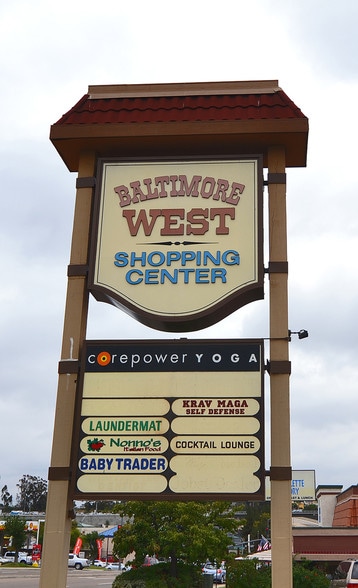 BALTIMORE
WEST
SHOPPING
CENTER
corepower YOGA
KRAV MAGA
SELF DEFENSE
LAUNDERMAT
Nonno's
Italian Food
COCKTAIL LOUNGE
BABY TRADER